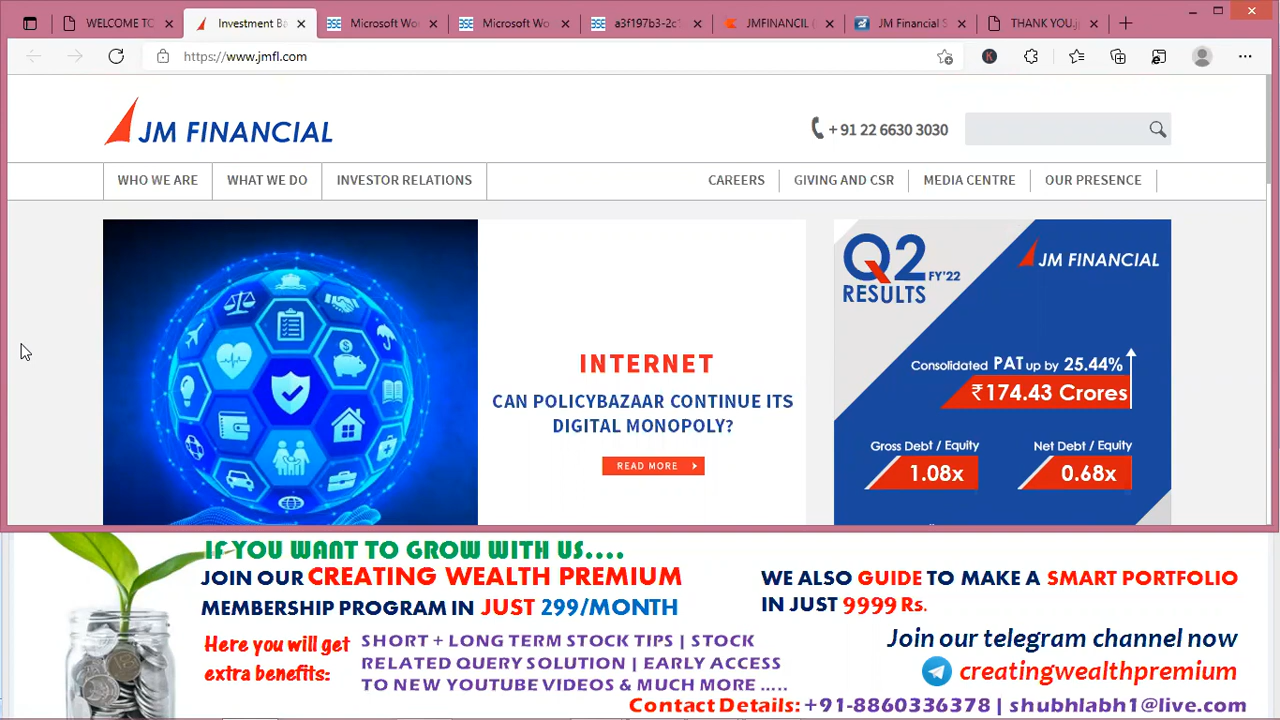 WELCOME TO
Investment Ba
Microsoft Wo
Microsoft Wo
a3f197b3-2c
JMFINANCIL (
JM Financial S
THANK YOU.j
https://www.jmfl.com
K
JM FINANCIAL
+ 91 22 6630 3030
WHO WE ARE
WHAT WE DO
INVESTOR RELATIONS
CAREERS
GIVING AND CSR
MEDIA CENTRE
OUR PRESENCE
INTERNET
CAN POLICYBAZAAR CONTINUE ITS
DIGITAL MONOPOLY?
READ MORE
Q2 FY'22
RESULTS
JM FINANCIAL
Consolidated PAT up by 25.44%
₹174.43 Crores
Gross Debt / Equity
1.08x
Net Debt / Equity
0.68x
IF YOU WANT TO GROW WITH US....
JOIN OUR CREATING WEALTH PREMIUM
MEMBERSHIP PROGRAM IN JUST 299/MONTH
Here you will get
extra benefits:
SHORT + LONG TERM STOCK TIPS | STOCK
RELATED QUERY SOLUTION | EARLY ACCESS
TO NEW YOUTUBE VIDEOS & MUCH MORE .....
WE ALSO GUIDE TO MAKE A SMART PORTFOLIO
IN JUST 9999 Rs.
Join our telegram channel now
creatingwealthpremium
Contact Details: +91-8860336378 | shubhlabh1@live.com